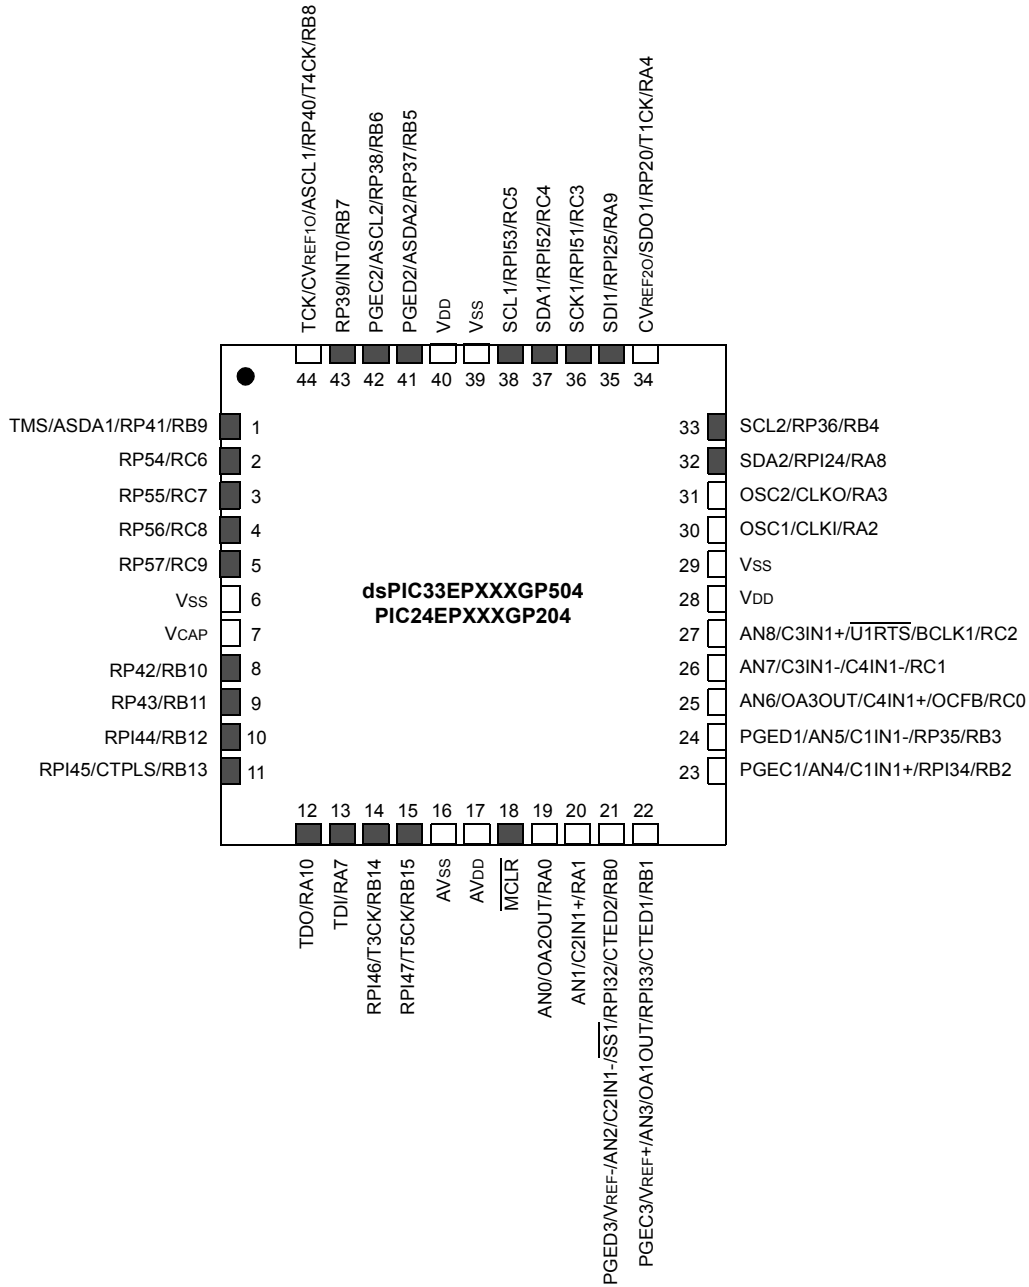 TCK/CVREF1O/ASCL1/RP40/T4CK/RB8
RP39/INT0/RB7
PGEC2/ASCL2/RP38/RB6
PGED2/ASDA2/RP37/RB5
VDD
VSS
SCL1/RPI53/RC5
SDA1/RPI52/RC4
SCK1/RPI51/RC3
SDI1/RPI25/RA9
CVREF2O/SDO1/RP20/T1CK/RA4
44 43 42 41 40 39 38 37 36 35 34
TMS/ASDA1/RP41/RB9 1
RP54/RC6 2
RP55/RC7 3
RP56/RC8 4
RP57/RC9 5
VSS 6
VCAP 7
RP42/RB10 8
RP43/RB11 9
RPI44/RB12 10
RPI45/CTPLS/RB13 11
dsPIC33EPXXXGP504
PIC24EPXXXGP204
33 SCL2/RP36/RB4
32 SDA2/RPI24/RA8
31 OSC2/CLKO/RA3
30 OSC1/CLKI/RA2
29 VSS
28 VDD
27 AN8/C3IN1+/U1RTS/BCLK1/RC2
26 AN7/C3IN1-/C4IN1-/RC1
25 AN6/OA3OUT/C4IN1+/OCFB/RC0
24 PGED1/AN5/C1IN1-/RP35/RB3
23 PGEC1/AN4/C1IN1+/RPI34/RB2
12 13 14 15 16 17 18 19 20 21 22
TDO/RA10
TDI/RA7
RPI46/T3CK/RB14
RPI47/T5CK/RB15
AVSS
AVDD
MCLR
AN0/OA2OUT/RA0
AN1/C2IN1+/RA1
PGED3/VREF-/AN2/C2IN1-/SS1/RPI32/CTED2/RB0
PGEC3/VREF+/AN3/OA1OUT/RPI33/CTED1/RB1